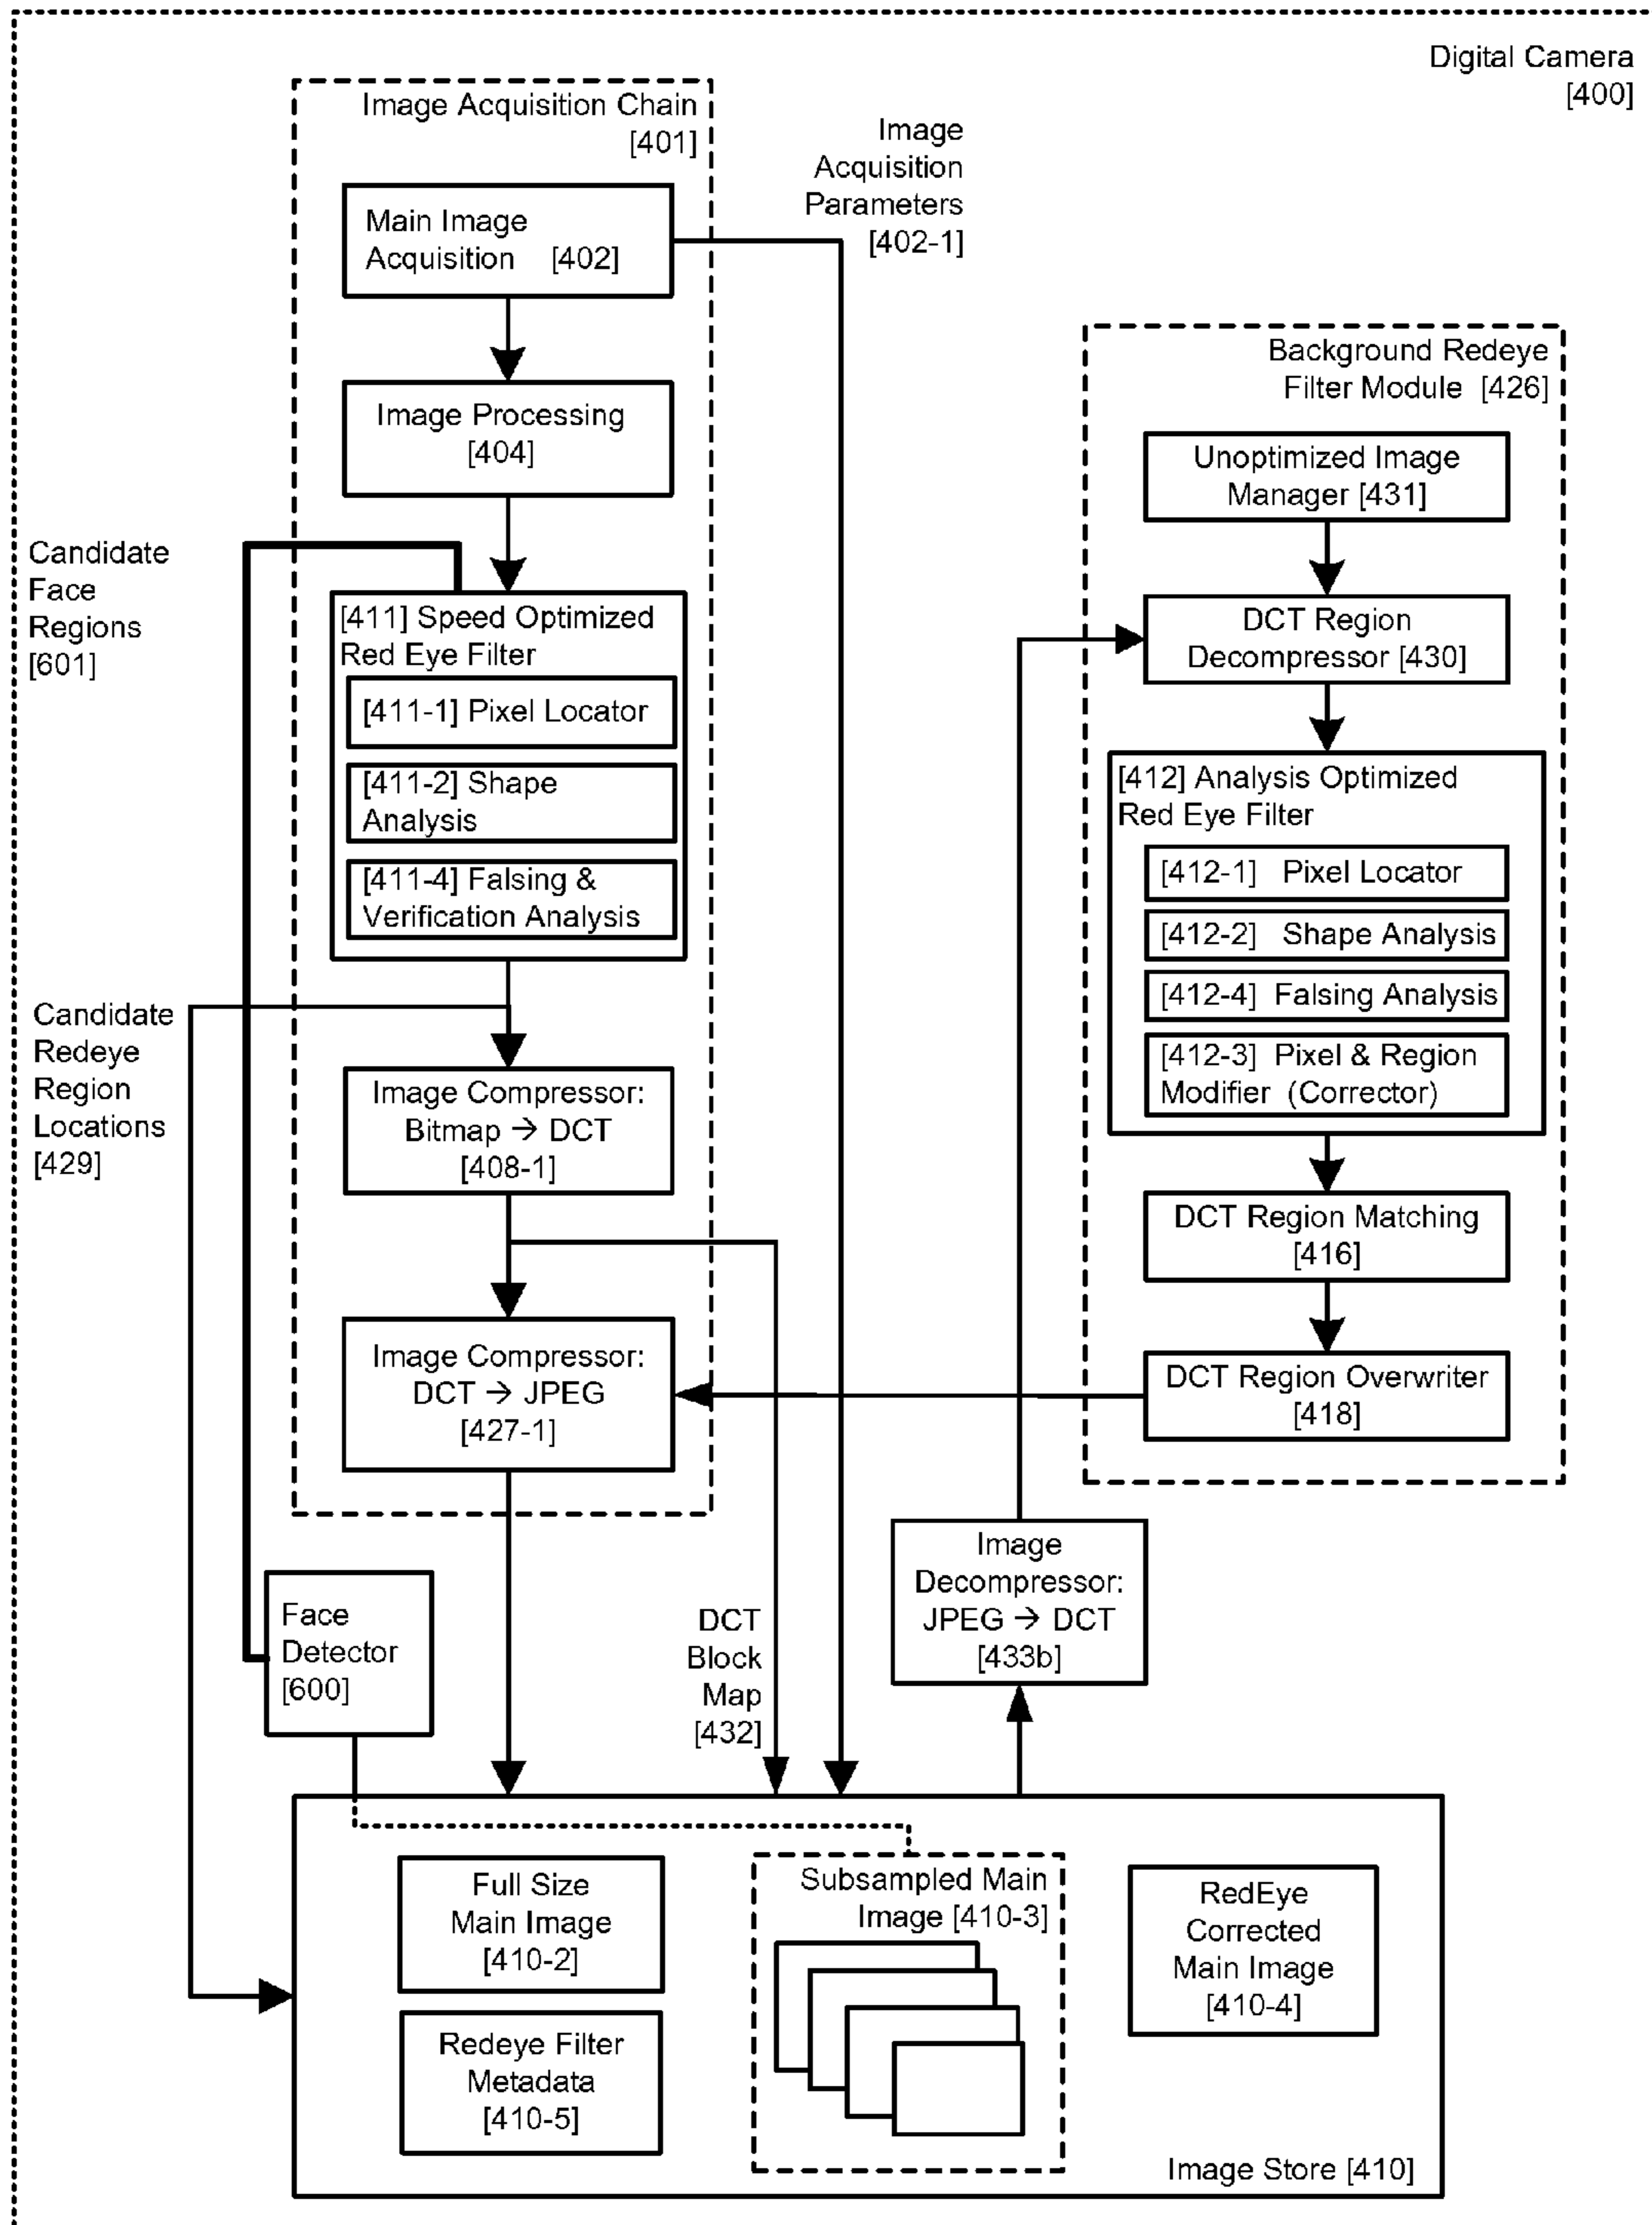 Digital Camera
[400]
Image Acquisition Chain
[401]
Main Image
Acquisition [402]
Image Processing
[404]
[411] Speed Optimized
Red Eye Filter
[411-1] Pixel Locator
[411-2] Shape
Analysis
[411-4] Falsing &
Verification Analysis
Image Compressor:
Bitmap → DCT
[408-1]
Image Compressor:
DCT → JPEG
[427-1]
Candidate
Face
Regions
[601]
Candidate
Redeye
Region
Locations
[429]
Image
Acquisition
Parameters
[402-1]
Background Redeye
Filter Module [426]
Unoptimized Image
Manager [431]
DCT Region
Decompressor [430]
[412] Analysis Optimized
Red Eye Filter
[412-1] Pixel Locator
[412-2] Shape Analysis
[412-4] Falsing Analysis
[412-3] Pixel & Region
Modifier (Corrector)
DCT Region Matching
[416]
DCT Region Overwriter
[418]
Face
Detector
[600]
DCT
Block
Map
[432]
Image
Decompressor:
JPEG → DCT
[433b]
Full Size
Main Image
[410-2]
Redeye Filter
Metadata
[410-5]
Subsampled Main
Image [410-3]
RedEye
Corrected
Main Image
[410-4]
Image Store [410]